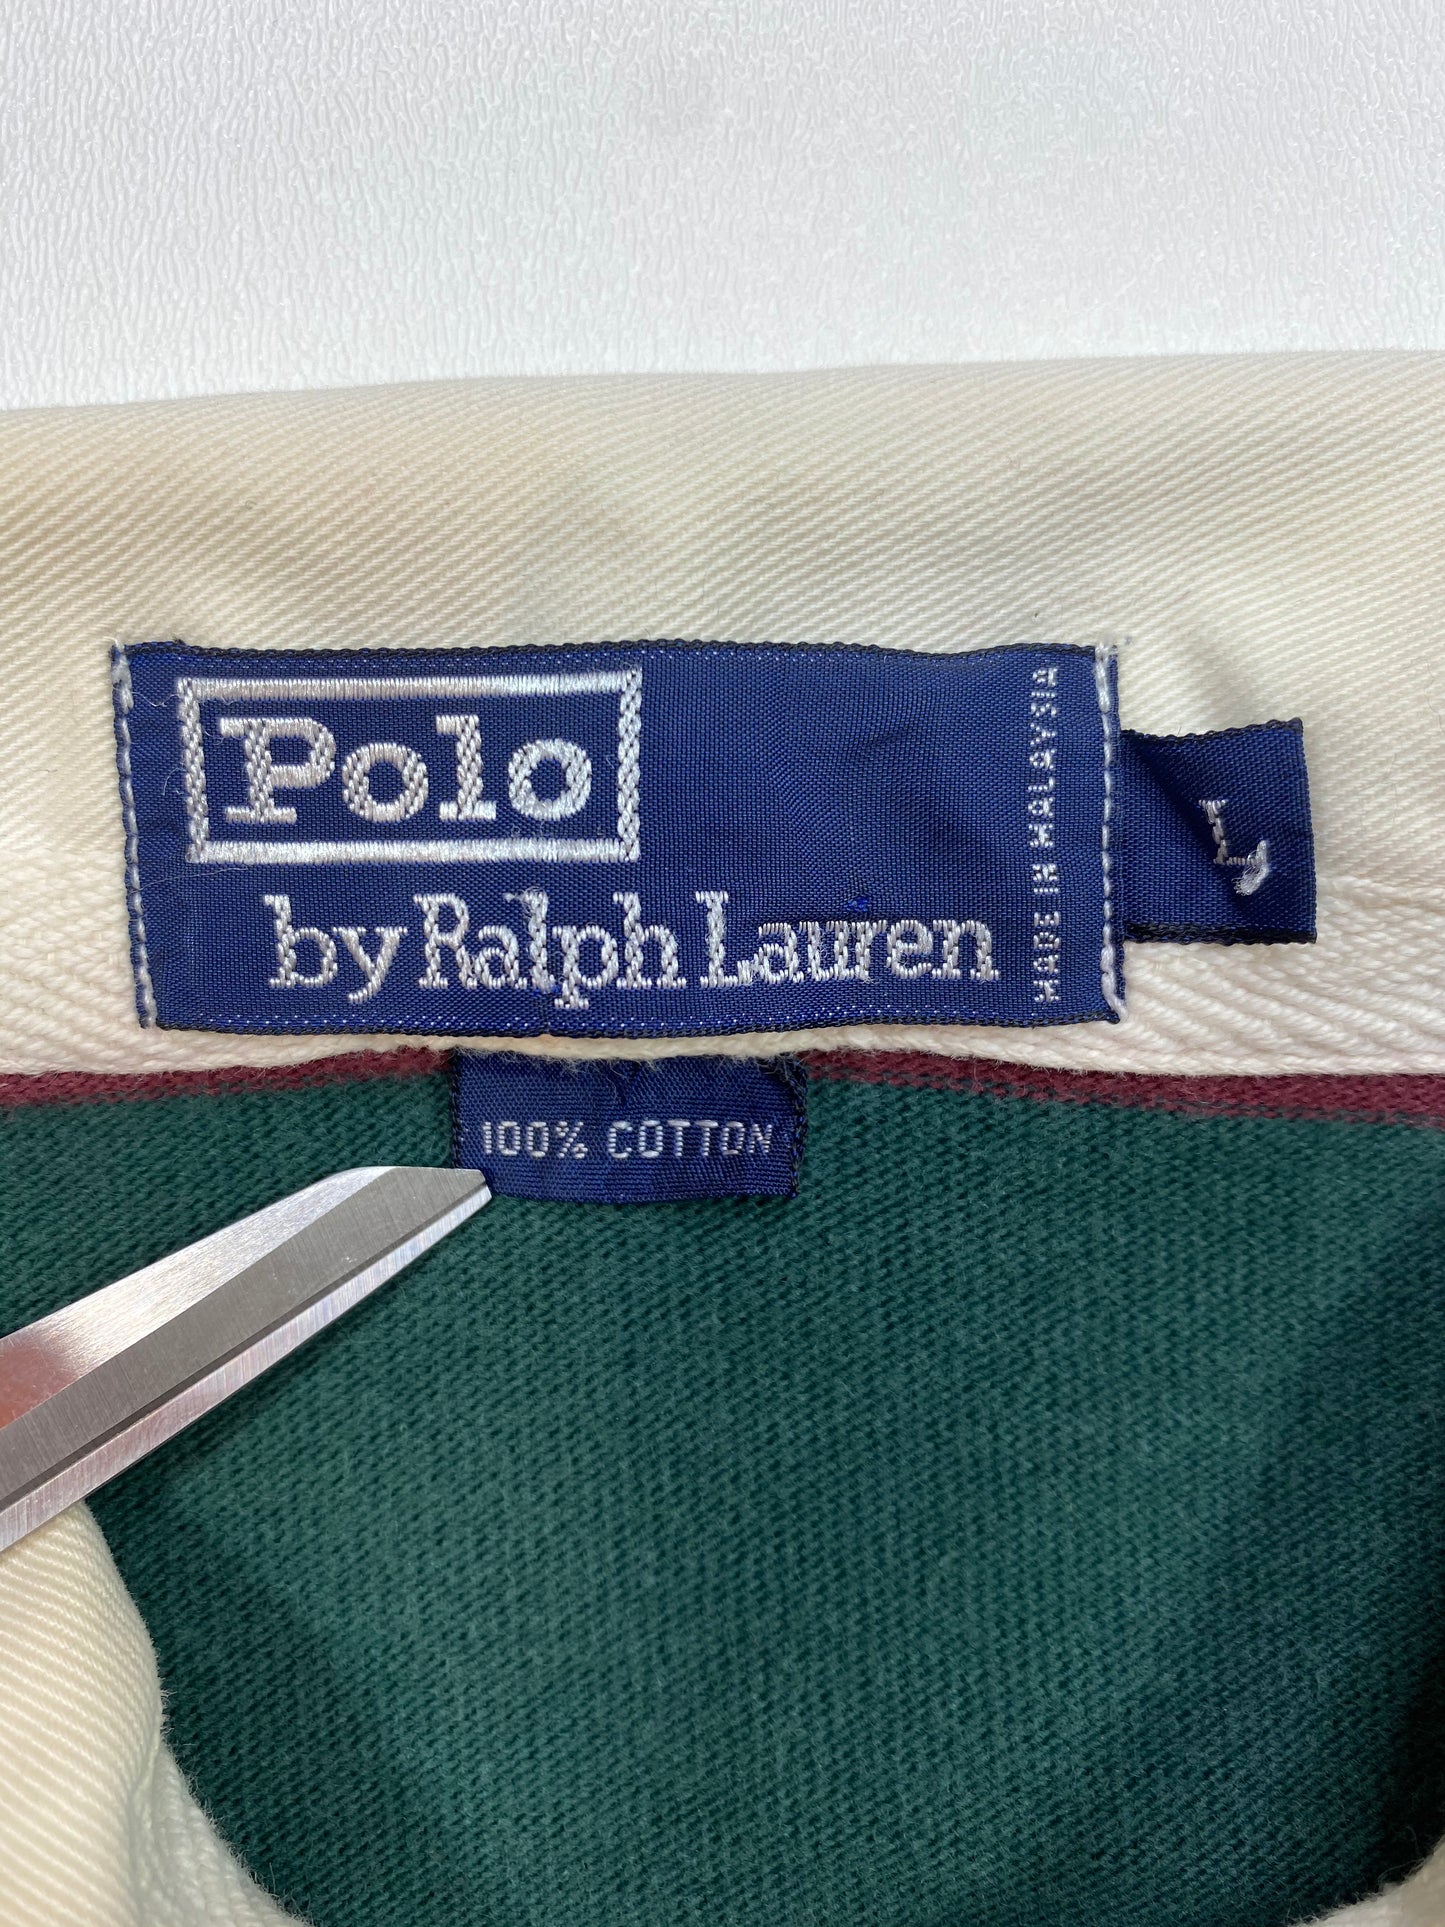 Polo
by Ralph Lauren
MADE IN MALAYSIA
L
100% COTTON